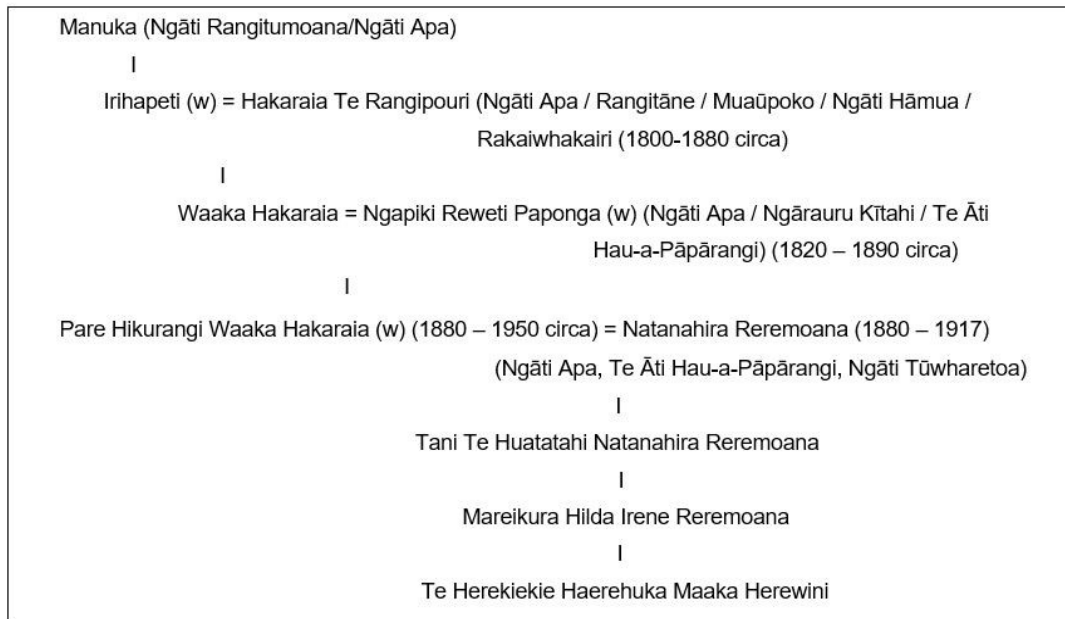 Manuka (Ngāti Rangitumoana/Ngāti Apa)
I
Irihapeti (w) = Hakaraia Te Rangipouri (Ngāti Apa / Rangitāne / Muaūpoko / Ngāti Hāmua /
Rakaiwhakairi (1800-1880 circa)
I
Waaka Hakaraia = Ngapiki Reweti Paponga (w) (Ngāti Apa / Ngārauru Kītahi / Te Āti
Hau-a-Pāpārangi) (1820 – 1890 circa)
I
Pare Hikurangi Waaka Hakaraia (w) (1880 – 1950 circa) = Natanahira Reremoana (1880 – 1917)
(Ngāti Apa, Te Āti Hau-a-Pāpārangi, Ngāti Tūwharetoa)
I
Tani Te Huatatahi Natanahira Reremoana
I
Mareikura Hilda Irene Reremoana
I
Te Herekiekie Haerehuka Maaka Herewini